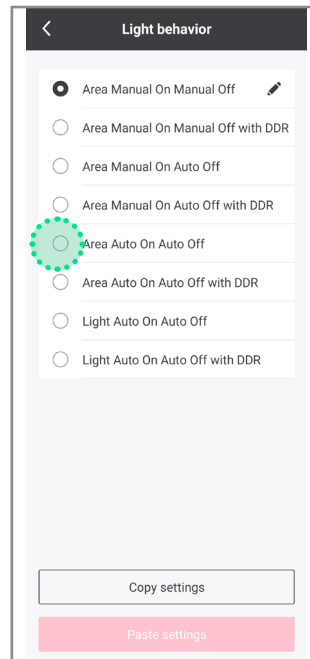 Light behavior
Area Manual On Manual Off
Area Manual On Manual Off with DDR
Area Manual On Auto Off
Area Manual On Auto Off with DDR
Area Auto On Auto Off
Area Auto On Auto Off with DDR
Light Auto On Auto Off
Light Auto On Auto Off with DDR
Copy settings
Paste settings